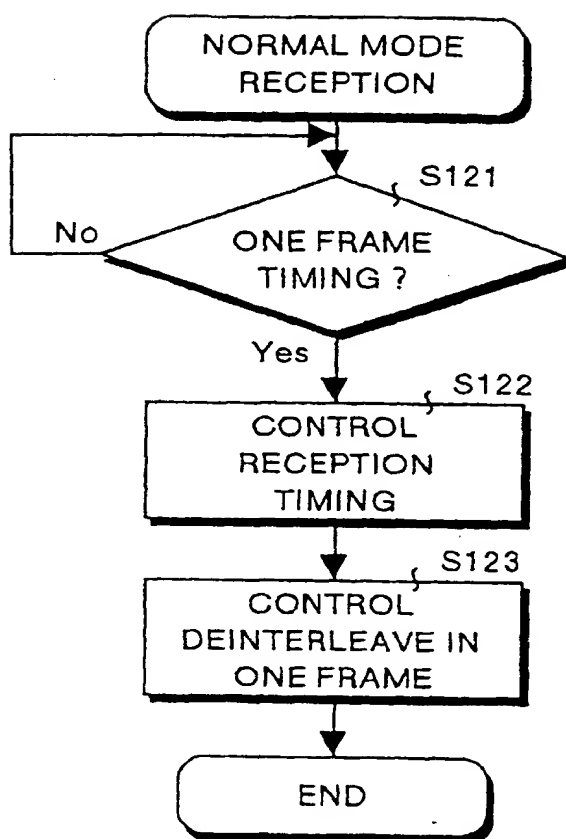 NORMAL MODE
RECEPTION
S121
No
ONE FRAME
TIMING ?
Yes
S122
CONTROL
RECEPTION
TIMING
S123
CONTROL
DEINTERLEAVE IN
ONE FRAME
END